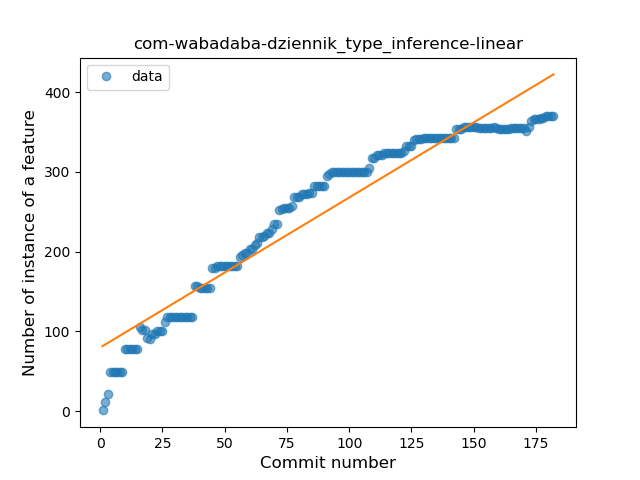 com-wabadaba-dziennik_type_inference-linear
data
Number of instance of a feature
400
300
200
100
0
0 25 50 75 100 125 150 175
Commit number